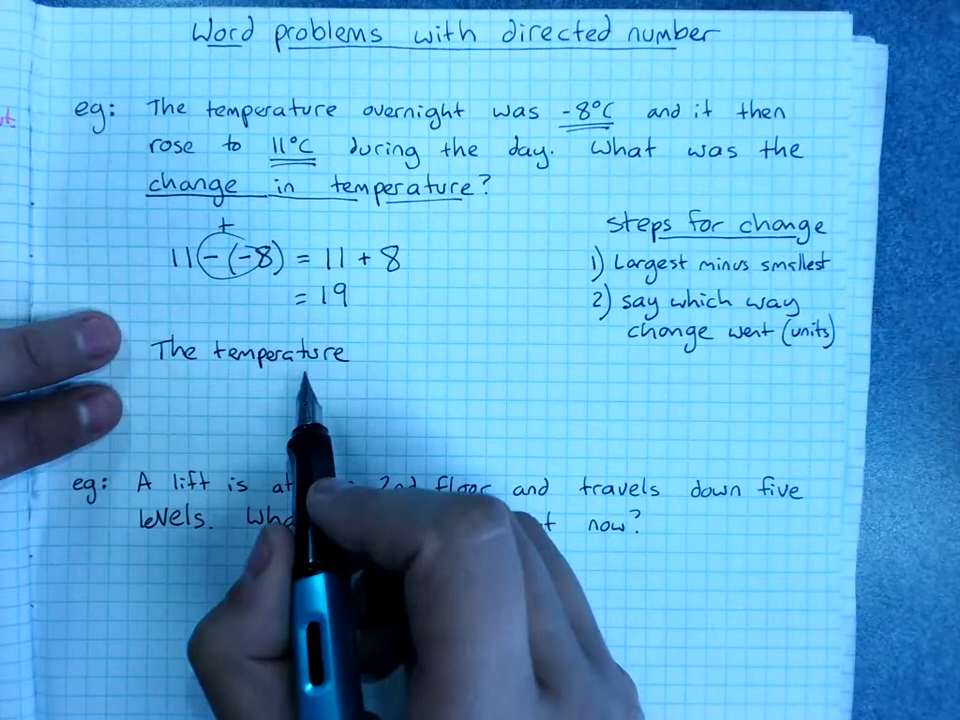 Word problems with directed number
eg: The temperature overnight was -8°C and it then
rose to 11°C during the day. What was the
change in temperature?
+
11 - (-8) = 11 + 8
= 19
The temperature
steps for change
1) Largest minus smallest
2) say which way
change went (units)
eg: A lift is at 2nd floor and travels down five
levels. now?